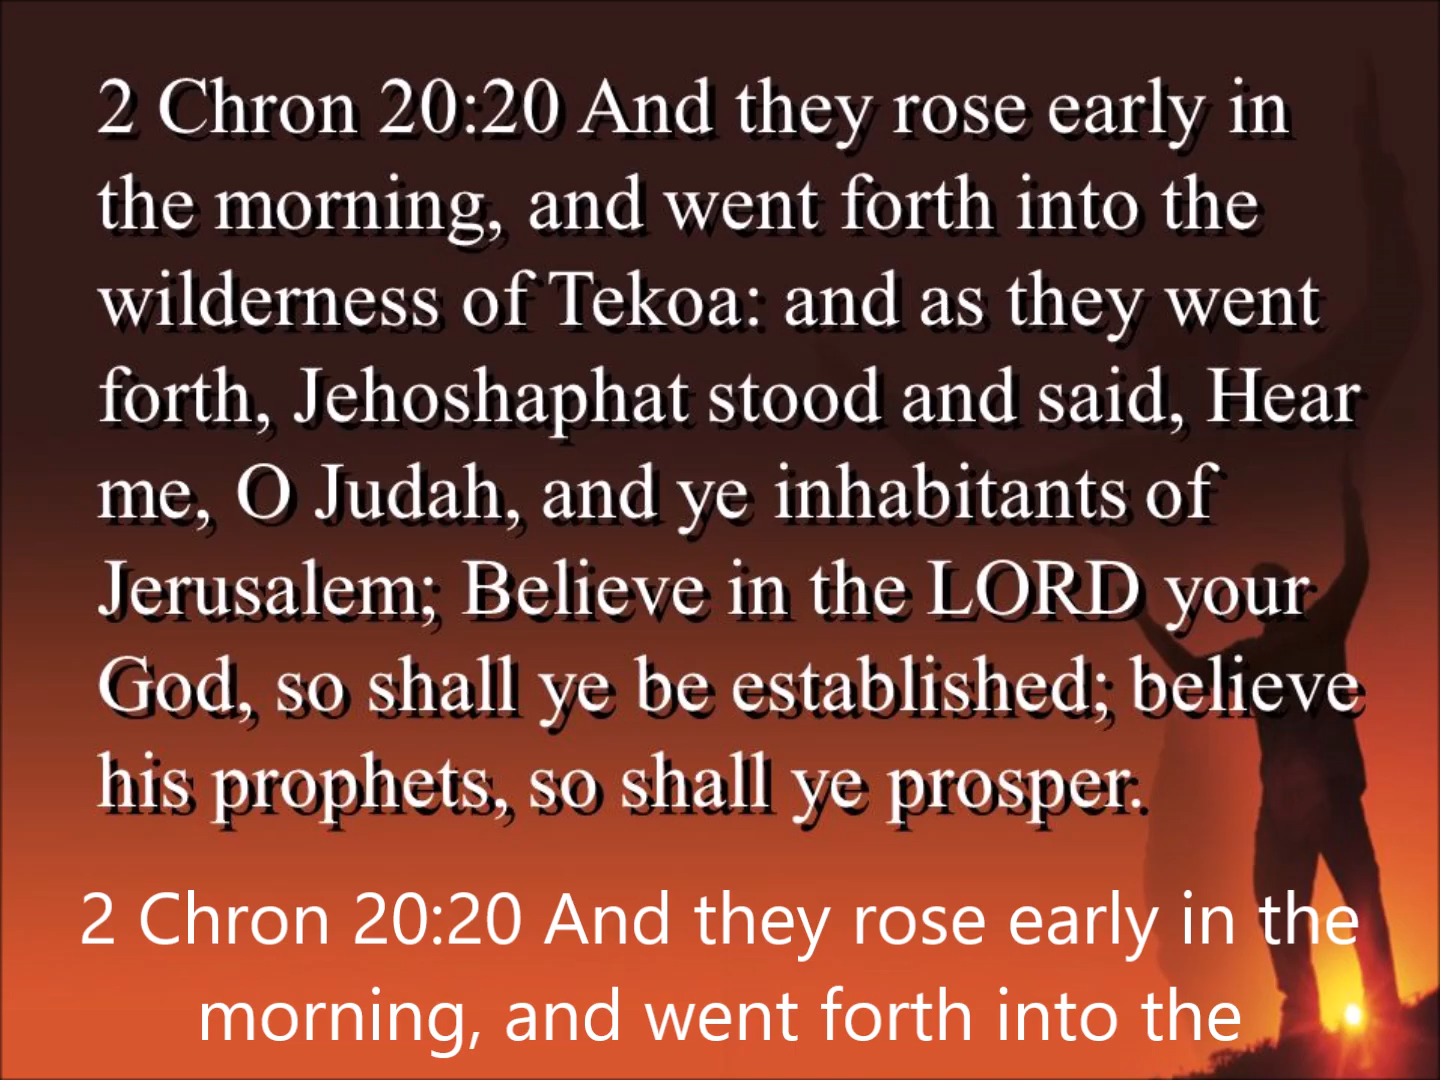 2 Chron 20:20 And they rose early in
the morning, and went forth into the
wilderness of Tekoa: and as they went
forth, Jehoshaphat stood and said, Hear
me, O Judah, and ye inhabitants of
Jerusalem; Believe in the LORD your
God, so shall ye be established; believe
his prophets, so shall ye prosper.
2 Chron 20:20 And they rose early in the
morning, and went forth into the